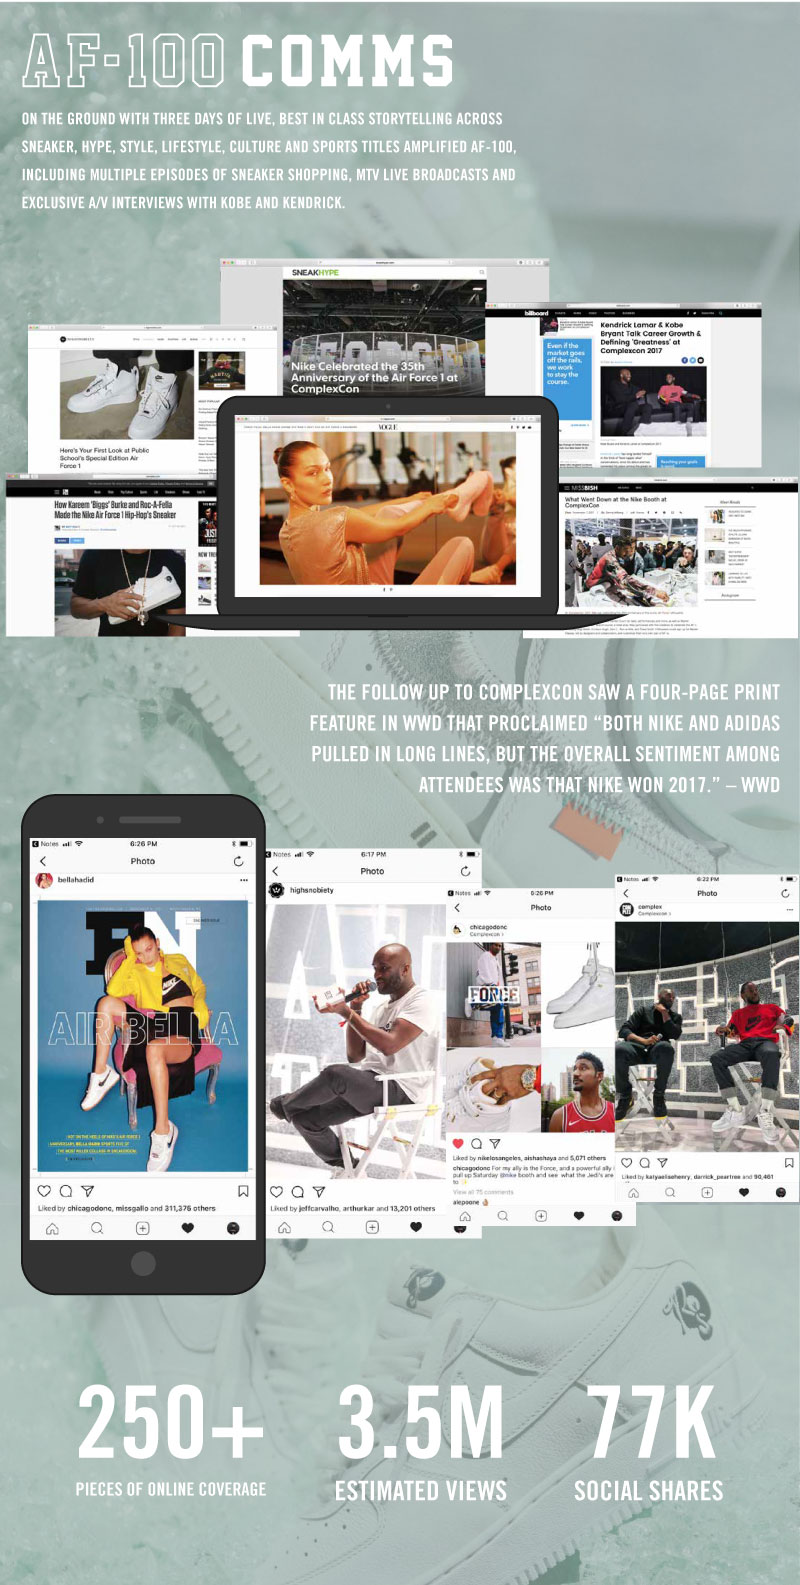 AF-100 COMMS
ON THE GROUND WITH THREE DAYS OF LIVE, BEST IN CLASS STORYTELLING ACROSS
SNEAKER, HYPE, STYLE, LIFESTYLE, CULTURE AND SPORTS TITLES AMPLIFIED AF-100,
INCLUDING MULTIPLE EPISODES OF SNEAKER SHOPPING, MTV LIVE BROADCASTS AND
EXCLUSIVE A/V INTERVIEWS WITH KOBE AND KENDRICK.
SNEAKHYPE
FORCE
Nike Celebrated the 35th
Anniversary of the Air Force 1 at
ComplexCon
billboard
Even if the
market goes
off the rails,
we work
to stay the
course.
Kendrick Lamar & Kobe
Bryant Talk Career Growth &
Defining 'Greatness' at
Complexcon 2017
Reaching your goals
Here's Your First Look at Public
School's Special Edition Air
Force 1
How Kareem 'Biggs' Burke and Roc-A-Fella
Made the Nike Air Force 1 Hip-Hop's Sneaker
VOGUE
MISSBISH
What Went Down at the Nike Booth at
ComplexCon
THE FOLLOW UP TO COMPLEXCON SAW A FOUR-PAGE PRINT
FEATURE IN WWD THAT PROCLAIMED “BOTH NIKE AND ADIDAS
PULLED IN LONG LINES, BUT THE OVERALL SENTIMENT AMONG
ATTENDEES WAS THAT NIKE WON 2017.” – WWD
Notes 6:26 PM
Photo
bellahadid
FN
AIR BELLA
Liked by chicagodonc, missgallo and 311,376 others
Notes 6:17 PM
Photo
highsnobiety
Liked by jeffcarvalho, arthurkar and 13,201 others
Notes 6:26 PM
Photo
chicagodonc
Complexcon
FORCE
Liked by nikelosangeles, aishashaya and 5,071 others
chicagodonc For my ally is the Force, and a powerful ally i
pull up Saturday @nike booth and see what the Jedi's are
to
View all 75 comments
alepoone
Notes 6:22 PM
Photo
complex
Complexcon
Liked by katyaelisehenry, darrick_peartree and 90,461
250+
PIECES OF ONLINE COVERAGE
3.5M
ESTIMATED VIEWS
77K
SOCIAL SHARES